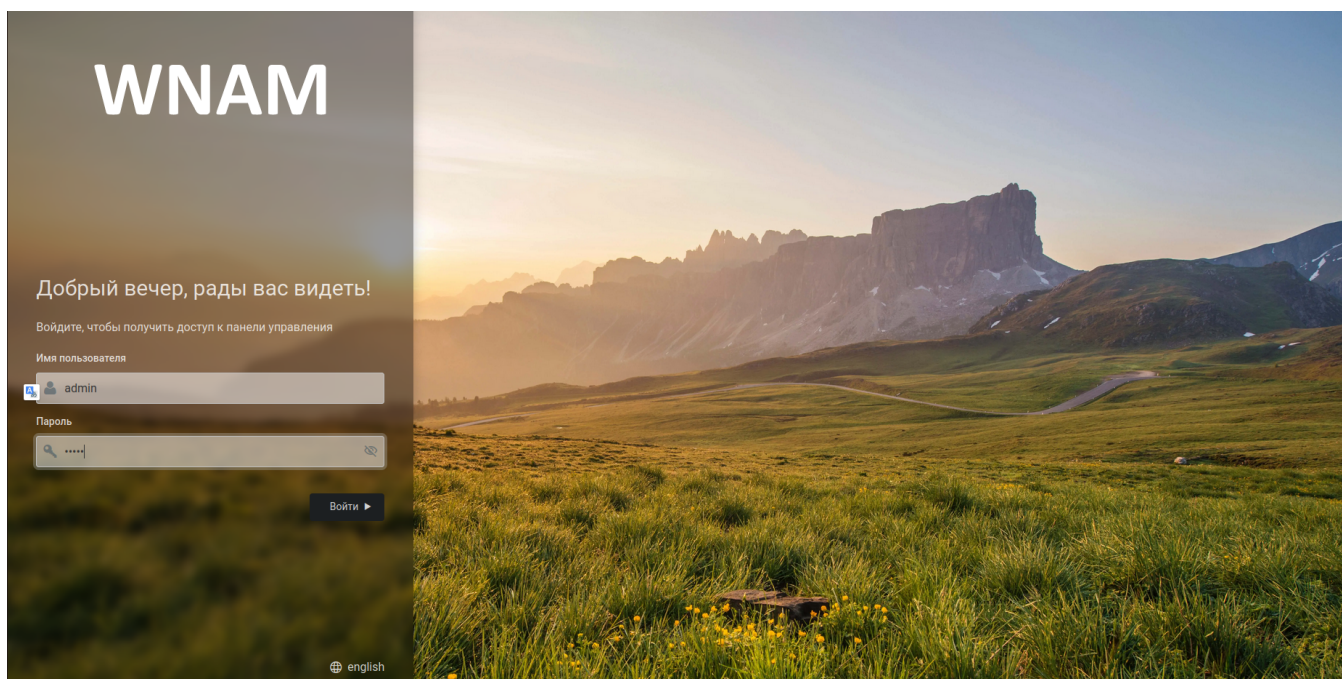 WNAM
Добрый вечер, рады вас видеть!
Войдите, чтобы получить доступ к панели управления
Имя пользователя
admin
Пароль
•••••
Войти
english